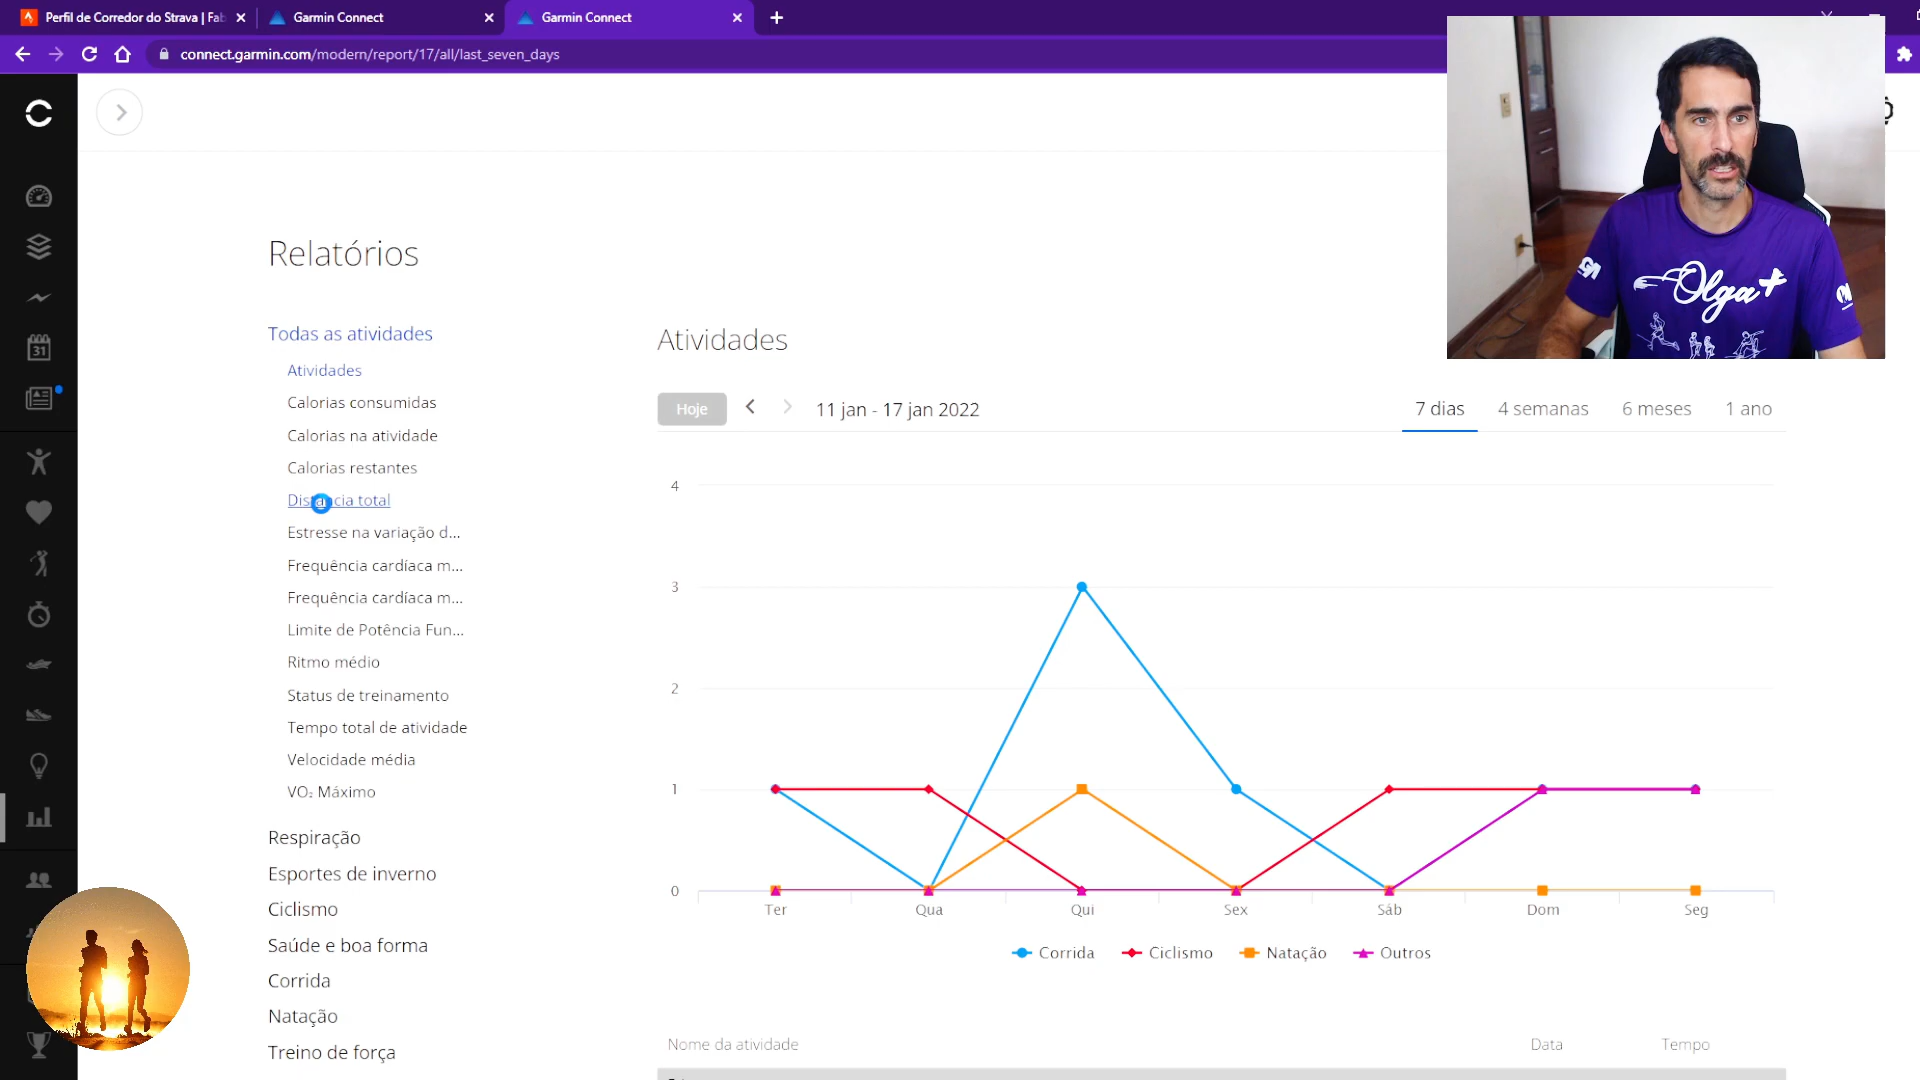 Perfil de Corredor do Strava | Fab
Garmin Connect
Garmin Connect
connect.garmin.com/modern/report/17/all/last_seven_days
31
Relatórios
Todas as atividades
Atividades
Calorias consumidas
Calorias na atividade
Calorias restantes
Distância total
Estresse na variação d...
Frequência cardíaca m...
Frequência cardíaca m...
Limite de Potência Fun...
Ritmo médio
Status de treinamento
Tempo total de atividade
Velocidade média
VO₂ Máximo
Respiração
Esportes de inverno
Ciclismo
Saúde e boa forma
Corrida
Natação
Treino de força
Atividades
Hoje
11 jan - 17 jan 2022
7 dias
4 semanas
6 meses
1 ano
4
3
2
1
0
Ter
Qua
Qui
Sex
Sáb
Dom
Seg
Corrida
Ciclismo
Natação
Outros
Nome da atividade
Data
Tempo
Olga+